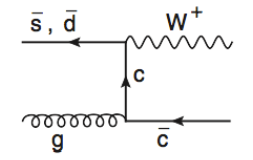 s̄ , d̄ W⁺
c
g c̄